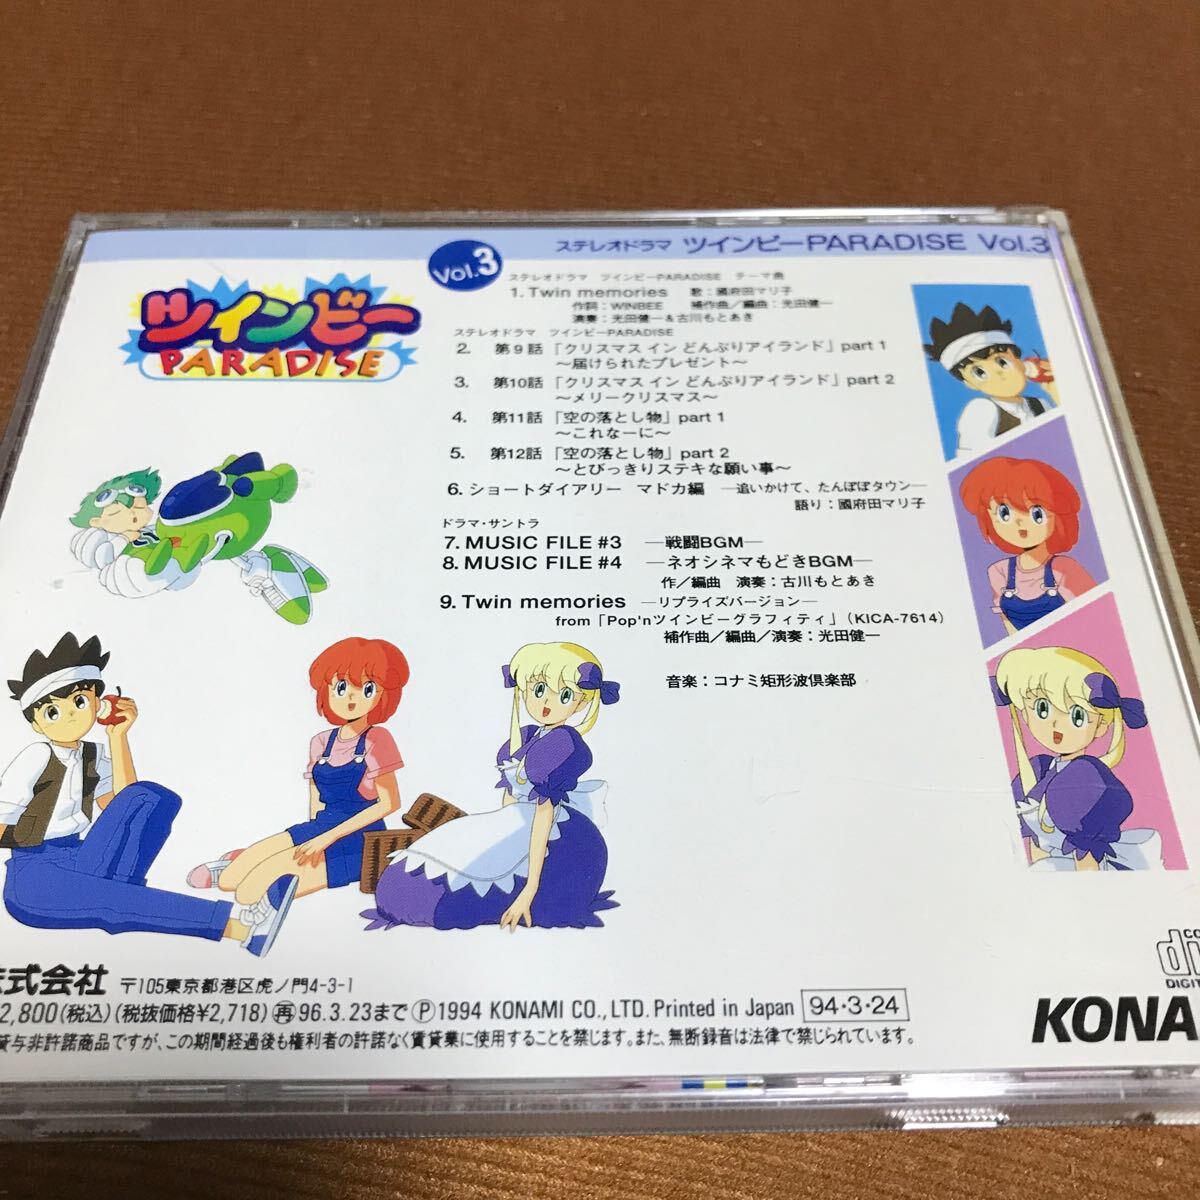 ステレオドラマ ツインビーPARADISE Vol.3
Vol.3
ツインビー
PARADISE
ステレオドラマ ツインビーPARADISE テーマ曲
1. Twin memories 歌：國府田マリ子
作詞：WINBEE 補作曲／編曲：光田健一
演奏：光田健一＆古川もとあき
ステレオドラマ ツインビーPARADISE
2. 第9話「クリスマス イン どんぶりアイランド」part 1
〜届けられたプレゼント〜
3. 第10話「クリスマス イン どんぶりアイランド」part 2
〜メリークリスマス〜
4. 第11話「空の落とし物」part 1
〜これなーに〜
5. 第12話「空の落とし物」part 2
〜とびっきりステキな願い事〜
6. ショートダイアリー マドカ編 —追いかけて、たんぽぽタウン—
語り：國府田マリ子
ドラマ・サントラ
7. MUSIC FILE #3 —戦闘BGM—
8. MUSIC FILE #4 —ネオシネマもどきBGM—
作／編曲 演奏：古川もとあき
9. Twin memories —リプライズバージョン—
from「Pop'nツインビーグラフィティ」(KICA-7614)
補作曲／編曲／演奏：光田健一
音楽：コナミ矩形波倶楽部
式会社 〒105東京都港区虎ノ門4-3-1
2,800(税込)(税抜価格¥2,718) 再96.3.23まで Ⓟ1994 KONAMI CO., LTD. Printed in Japan 94・3・24
貸与非許諾商品ですが、この期間経過後も権利者の許諾なく賃貸業に使用することを禁じます。また、無断録音は法律で禁じられています。
KONA